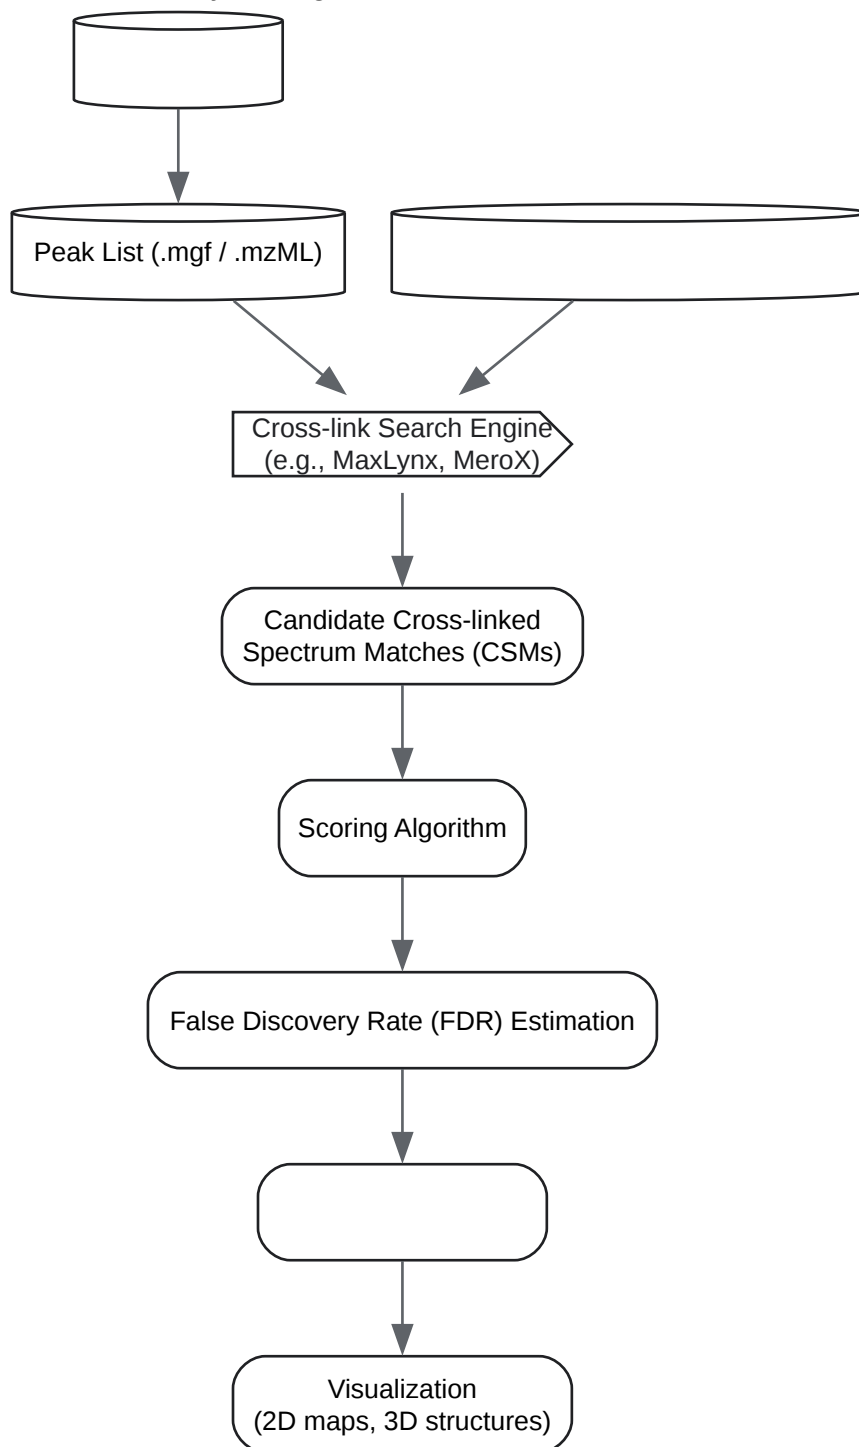 Peak List (.mgf / .mzML)
Cross-link Search Engine
(e.g., MaxLynx, MeroX)
Candidate Cross-linked
Spectrum Matches (CSMs)
Scoring Algorithm
False Discovery Rate (FDR) Estimation
Visualization
(2D maps, 3D structures)